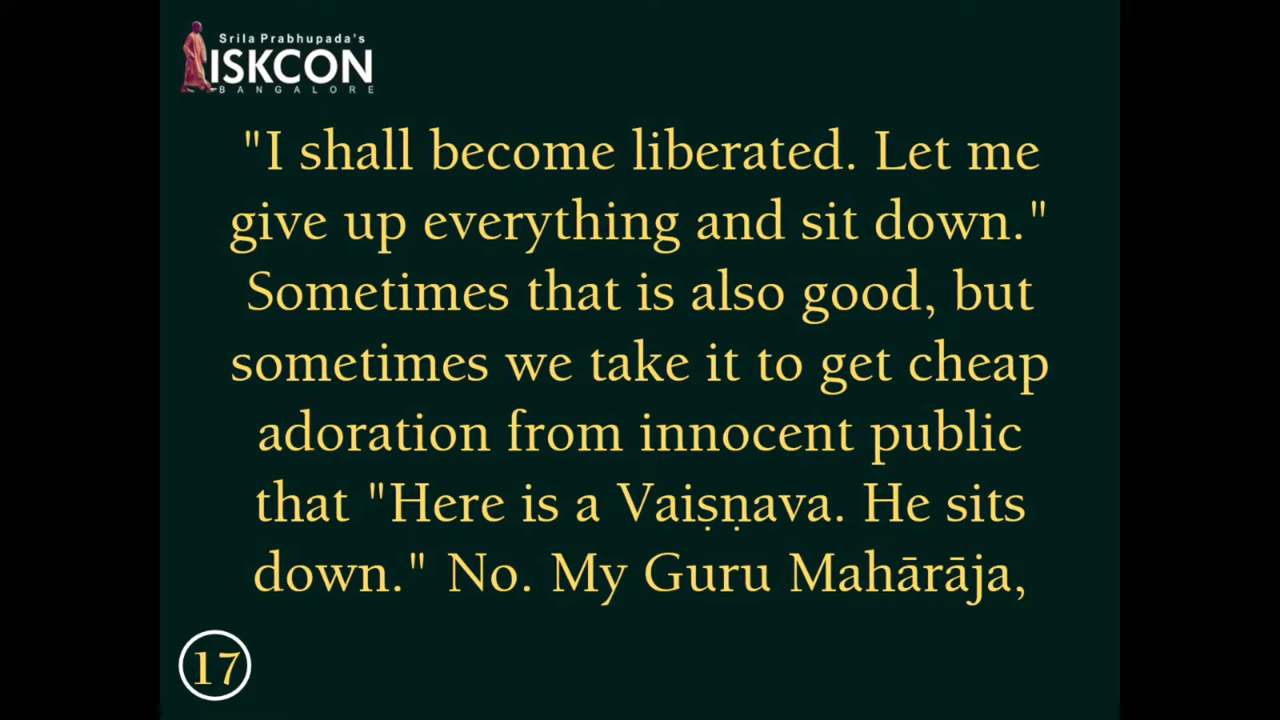 Srila Prabhupada's
ISKCON
BANGALORE
"I shall become liberated. Let me
give up everything and sit down."
Sometimes that is also good, but
sometimes we take it to get cheap
adoration from innocent public
that "Here is a Vaiṣṇava. He sits
down." No. My Guru Mahārāja,
17